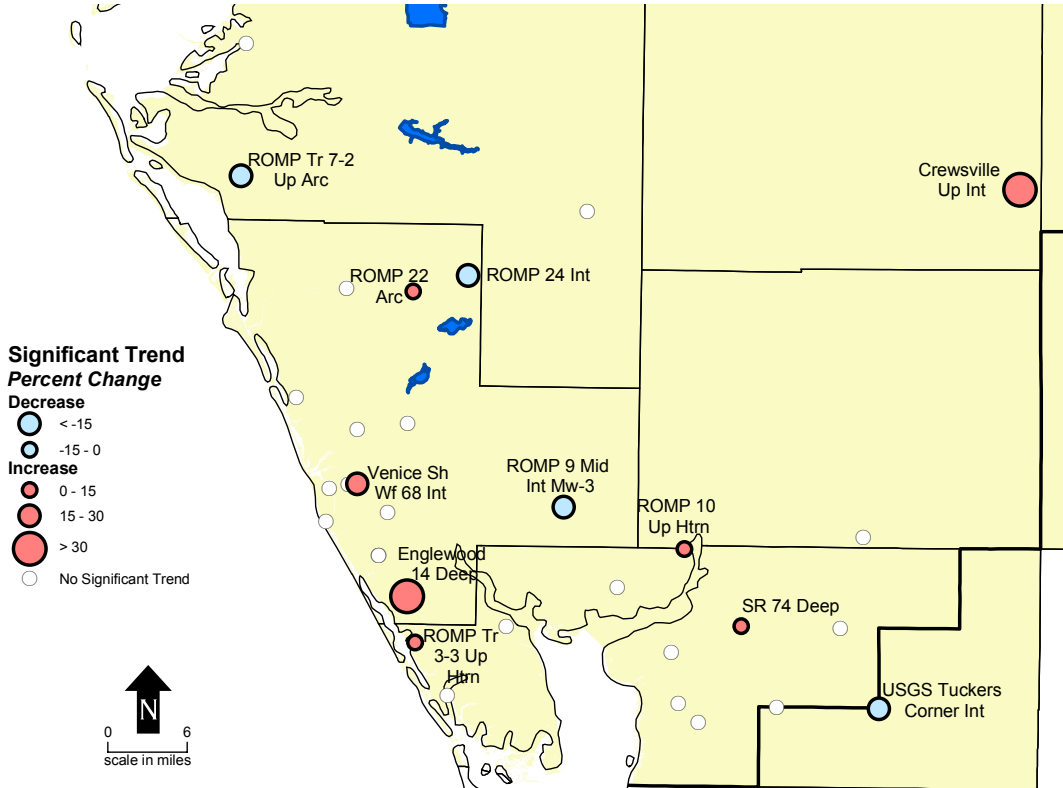 ROMP Tr 7-2
Up Arc
Crewsville
Up Int
ROMP 22
Arc
ROMP 24 Int
Significant Trend
Percent Change
Decrease
< -15
-15 - 0
Increase
0 - 15
15 - 30
> 30
No Significant Trend
Venice Sh
Wf 68 Int
ROMP 9 Mid
Int Mw-3
ROMP 10
Up Htrn
Englewood
14 Deep
SR 74 Deep
ROMP Tr
3-3 Up
Htrn
USGS Tuckers
Corner Int
N
0 6
scale in miles